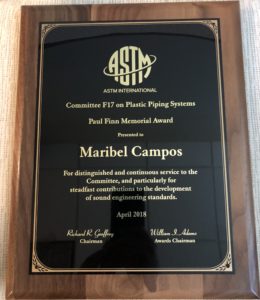 ASTM
ASTM INTERNATIONAL
Committee F17 on Plastic Piping Systems
Paul Finn Memorial Award
Presented to
Maribel Campos
For distinguished and continuous service to the
Committee, and particularly for
steadfast contributions to the development
of sound engineering standards.
April 2018
Richard R. Geoffroy William I. Adams
Chairman Awards Chairman